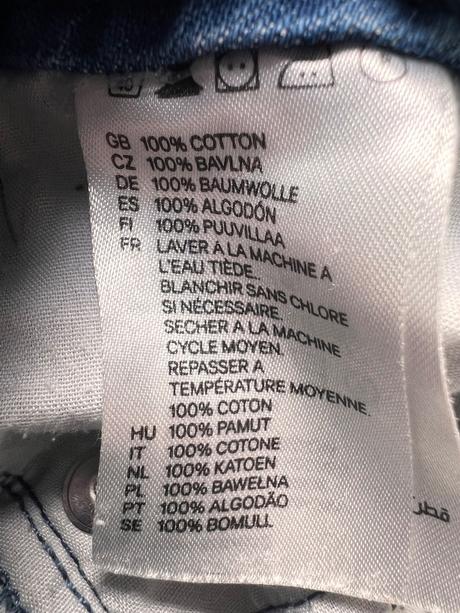 GB 100% COTTON
CZ 100% BAVLNA
DE 100% BAUMWOLLE
ES 100% ALGODÓN
FI 100% PUUVILLAA
FR LAVER À LA MACHINE A
L'EAU TIÈDE.
BLANCHIR SANS CHLORE
SI NÉCESSAIRE.
SECHER A LA MACHINE
CYCLE MOYEN.
REPASSER A
TEMPÉRATURE MOYENNE.
100% COTON
HU 100% PAMUT
IT 100% COTONE
NL 100% KATOEN
PL 100% BAWEŁNA
PT 100% ALGODÃO
SE 100% BOMULL
قطر